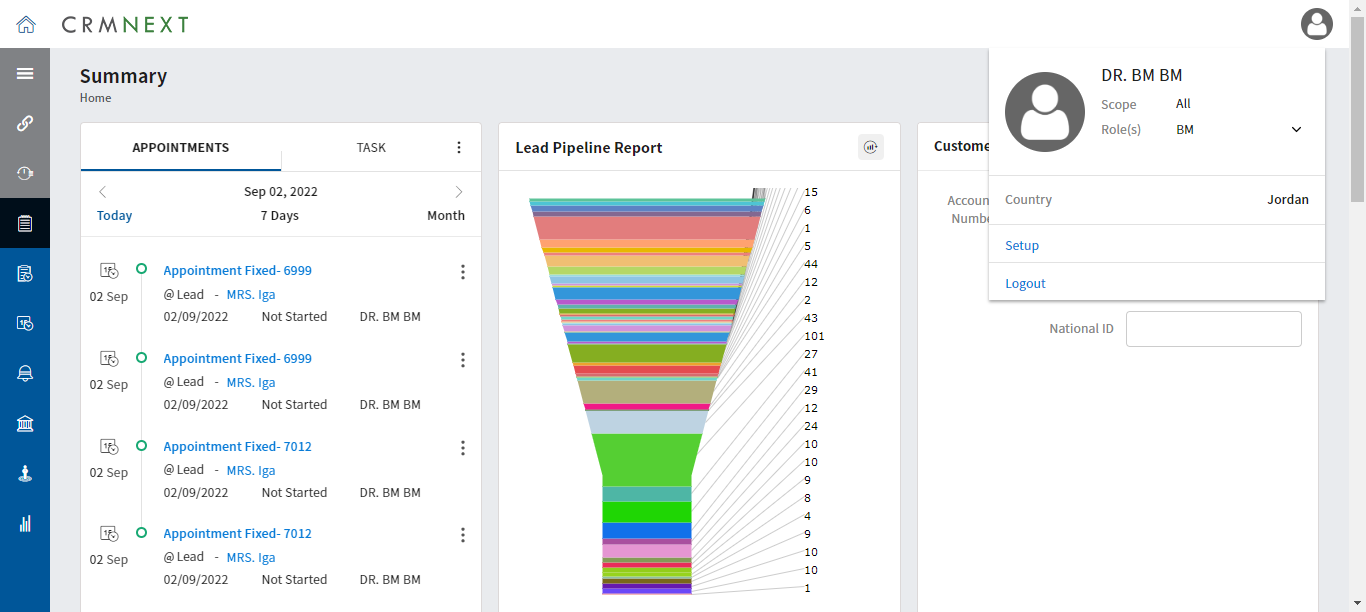 CRMNEXT
Summary
Home
DR. BM BM
Scope All
Role(s) BM
Country Jordan
Setup
Logout
APPOINTMENTS TASK
Sep 02, 2022
Today 7 Days Month
Appointment Fixed- 6999
@ Lead - MRS. Iga
02 Sep
02/09/2022 Not Started DR. BM BM
Appointment Fixed- 6999
@ Lead - MRS. Iga
02 Sep
02/09/2022 Not Started DR. BM BM
Appointment Fixed- 7012
@ Lead - MRS. Iga
02 Sep
02/09/2022 Not Started DR. BM BM
Appointment Fixed- 7012
@ Lead - MRS. Iga
02 Sep
02/09/2022 Not Started DR. BM BM
Lead Pipeline Report
15
6
1
5
44
12
2
43
101
27
41
29
12
24
10
10
9
8
4
9
10
10
1
Custome
Accoun
Numbe
National ID